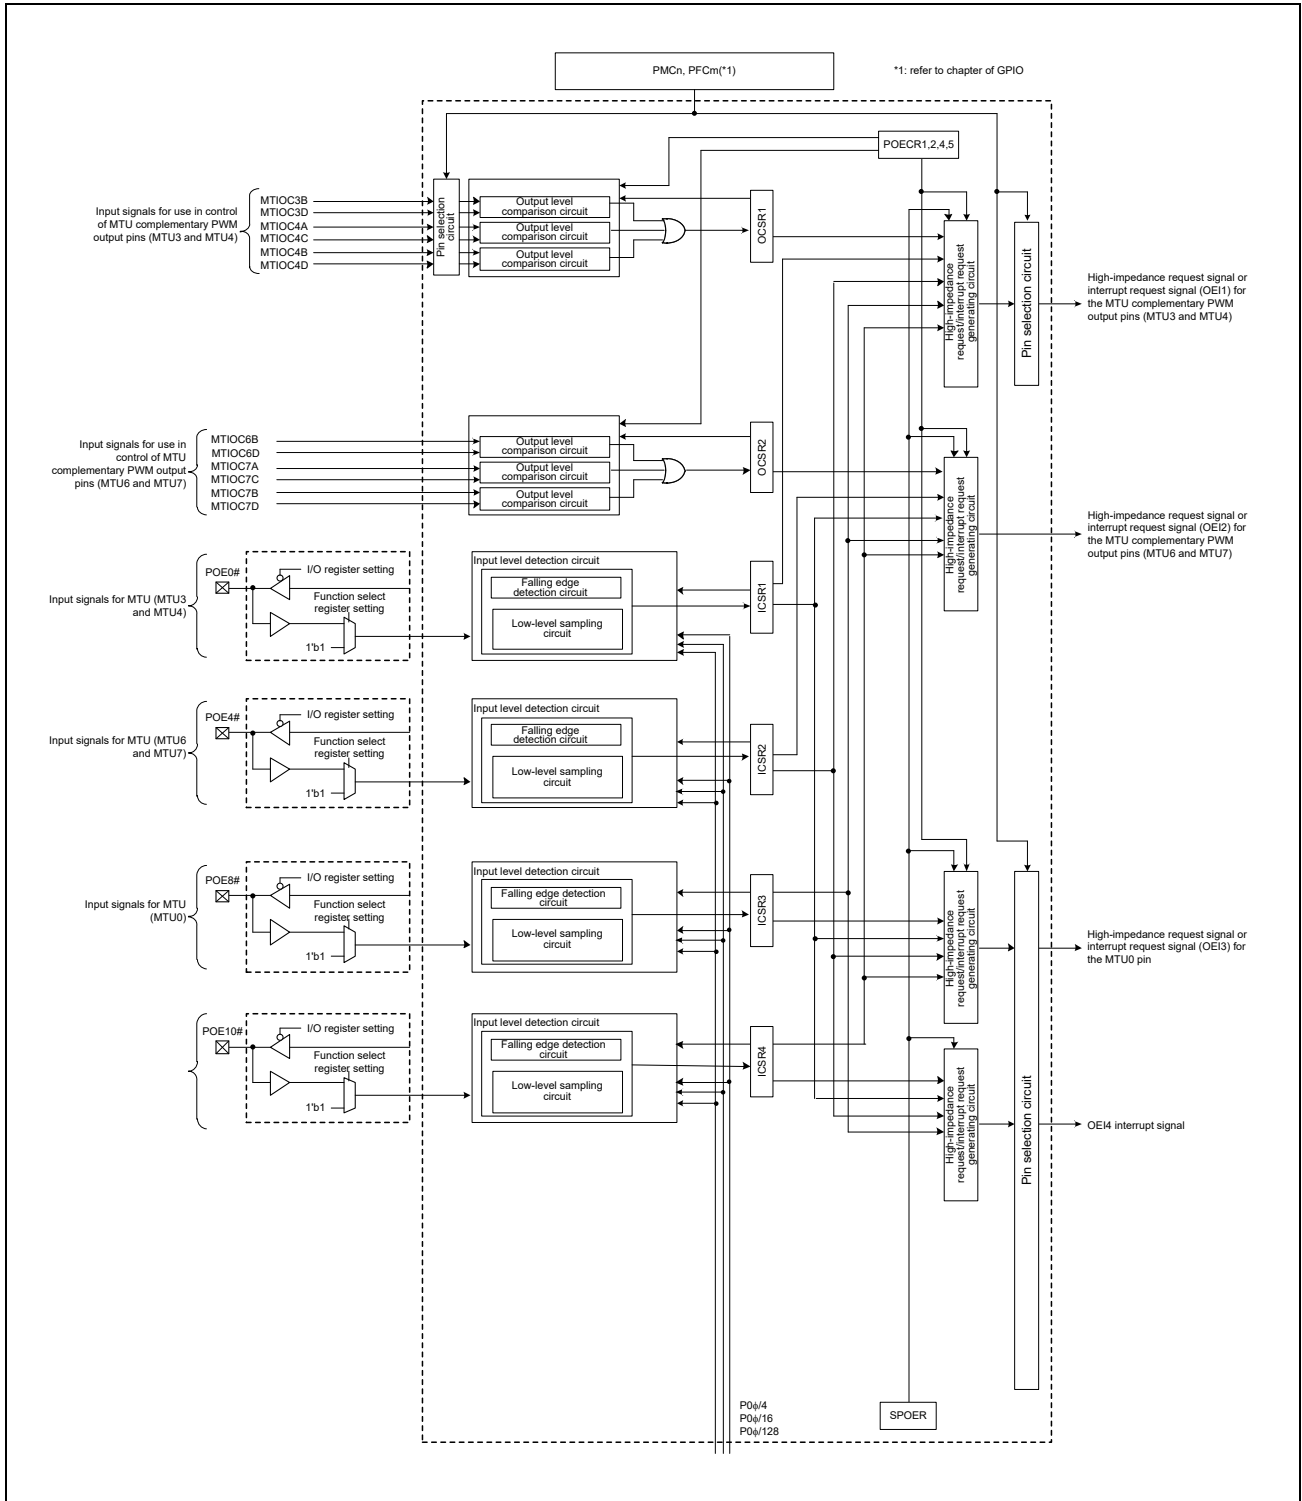 PMCn, PFCm(*1)
*1: refer to chapter of GPIO
POECR1,2,4,5
Input signals for use in control
of MTU complementary PWM
output pins (MTU3 and MTU4)
MTIOC3B
MTIOC3D
MTIOC4A
MTIOC4C
MTIOC4B
MTIOC4D
Pin selection
circuit
Output level
comparison circuit
Output level
comparison circuit
Output level
comparison circuit
OCSR1
High-impedance
request/interrupt request
generating circuit
Pin selection circuit
High-impedance request signal or
interrupt request signal (OEI1) for
the MTU complementary PWM
output pins (MTU3 and MTU4)
Input signals for use in
control of MTU
complementary PWM output
pins (MTU6 and MTU7)
MTIOC6B
MTIOC6D
MTIOC7A
MTIOC7C
MTIOC7B
MTIOC7D
Output level
comparison circuit
Output level
comparison circuit
Output level
comparison circuit
OCSR2
High-impedance
request/interrupt request
generating circuit
High-impedance request signal or
interrupt request signal (OEI2) for
the MTU complementary PWM
output pins (MTU6 and MTU7)
Input signals for MTU (MTU3
and MTU4)
POE0#
I/O register setting
Function select
register setting
1'b1
Input level detection circuit
Falling edge
detection circuit
Low-level sampling
circuit
ICSR1
Input signals for MTU (MTU6
and MTU7)
POE4#
I/O register setting
Function select
register setting
1'b1
Input level detection circuit
Falling edge
detection circuit
Low-level sampling
circuit
ICSR2
Input signals for MTU
(MTU0)
POE8#
I/O register setting
Function select
register setting
1'b1
Input level detection circuit
Falling edge detection
circuit
Low-level sampling
circuit
ICSR3
High-impedance
request/interrupt request
generating circuit
High-impedance request signal or
interrupt request signal (OEI3) for
the MTU0 pin
POE10#
I/O register setting
Function select
register setting
1'b1
Input level detection circuit
Falling edge detection
circuit
Low-level sampling
circuit
ICSR4
High-impedance
request/interrupt request
generating circuit
Pin selection circuit
OEI4 interrupt signal
P0ϕ/4
P0ϕ/16
P0ϕ/128
SPOER